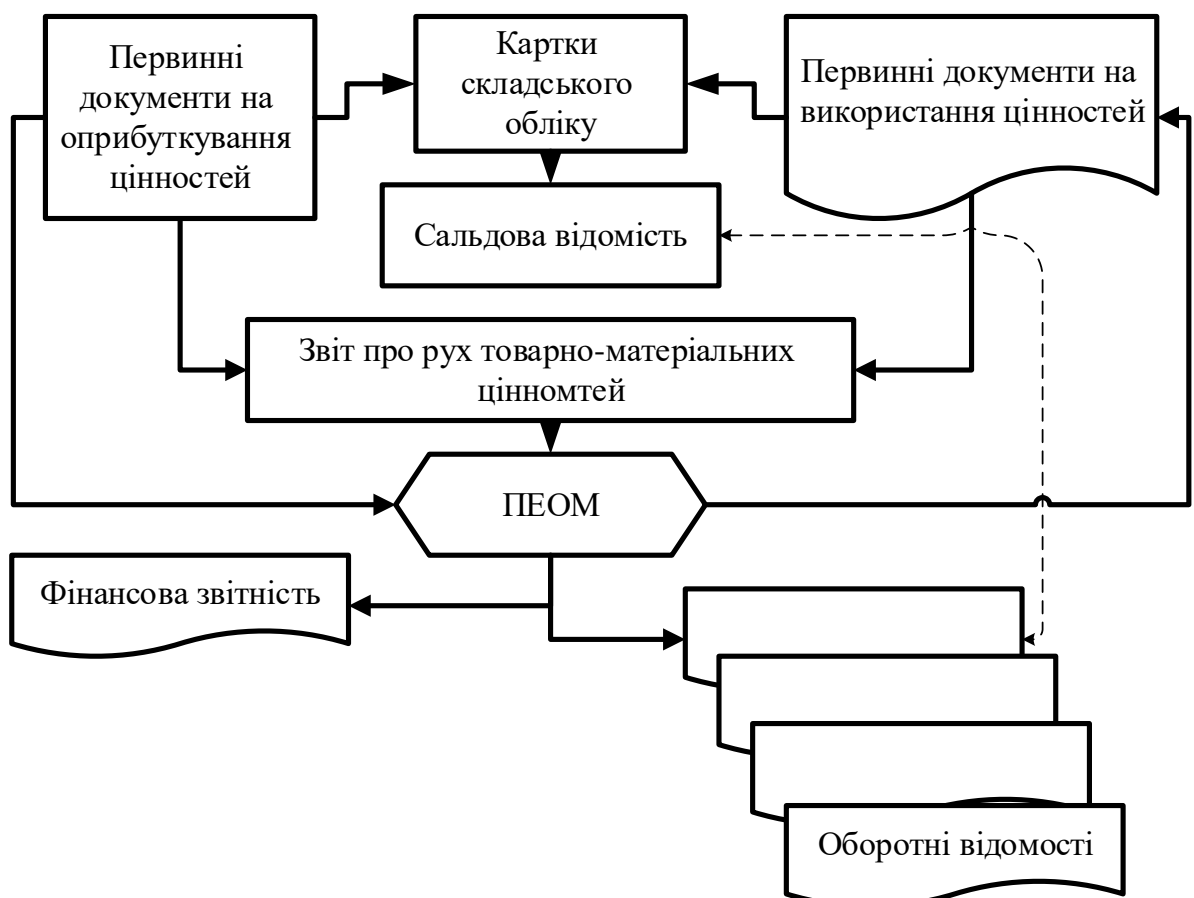 Первинні
документи на
оприбуткування
цінностей
Картки
складського
обліку
Первинні документи на
використання цінностей
Сальдова відомість
Звіт про рух товарно-матеріальних
цінномтей
ПЕОМ
Фінансова звітність
Оборотні відомості